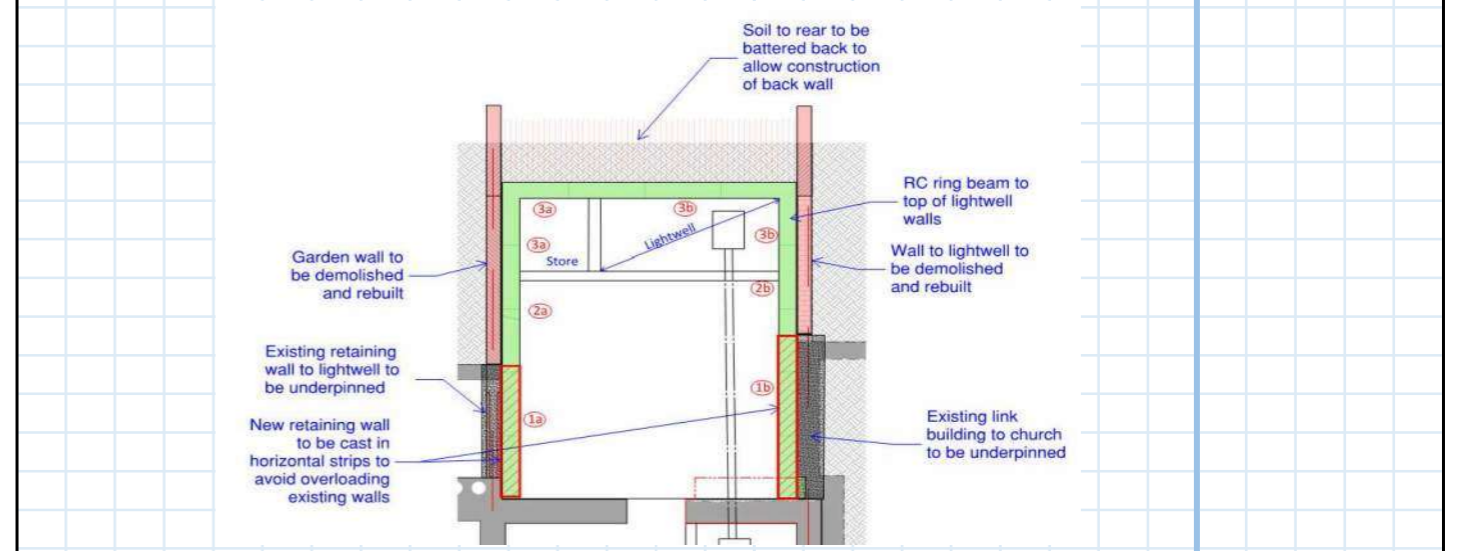 Soil to rear to be
battered back to
allow construction
of back wall
RC ring beam to
top of lightwell
walls
3a
3b
3a
3b
Lightwell
Store
Garden wall to
be demolished
and rebuilt
Wall to lightwell to
be demolished
and rebuilt
2b
2a
Existing retaining
wall to lightwell to
be underpinned
1b
1a
New retaining wall
to be cast in
horizontal strips to
avoid overloading
existing walls
Existing link
building to church
to be underpinned